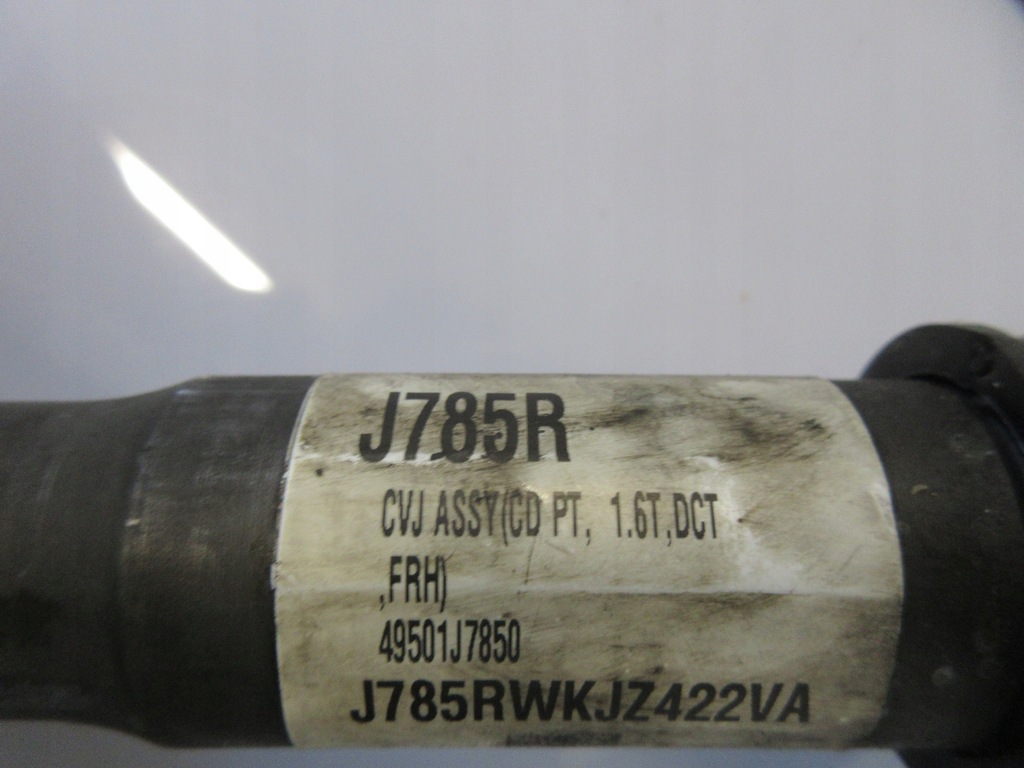 J785R
CVJ ASSY(CD PT, 1.6T,DCT
,FRH)
49501J7850
J785RWKJZ422VA